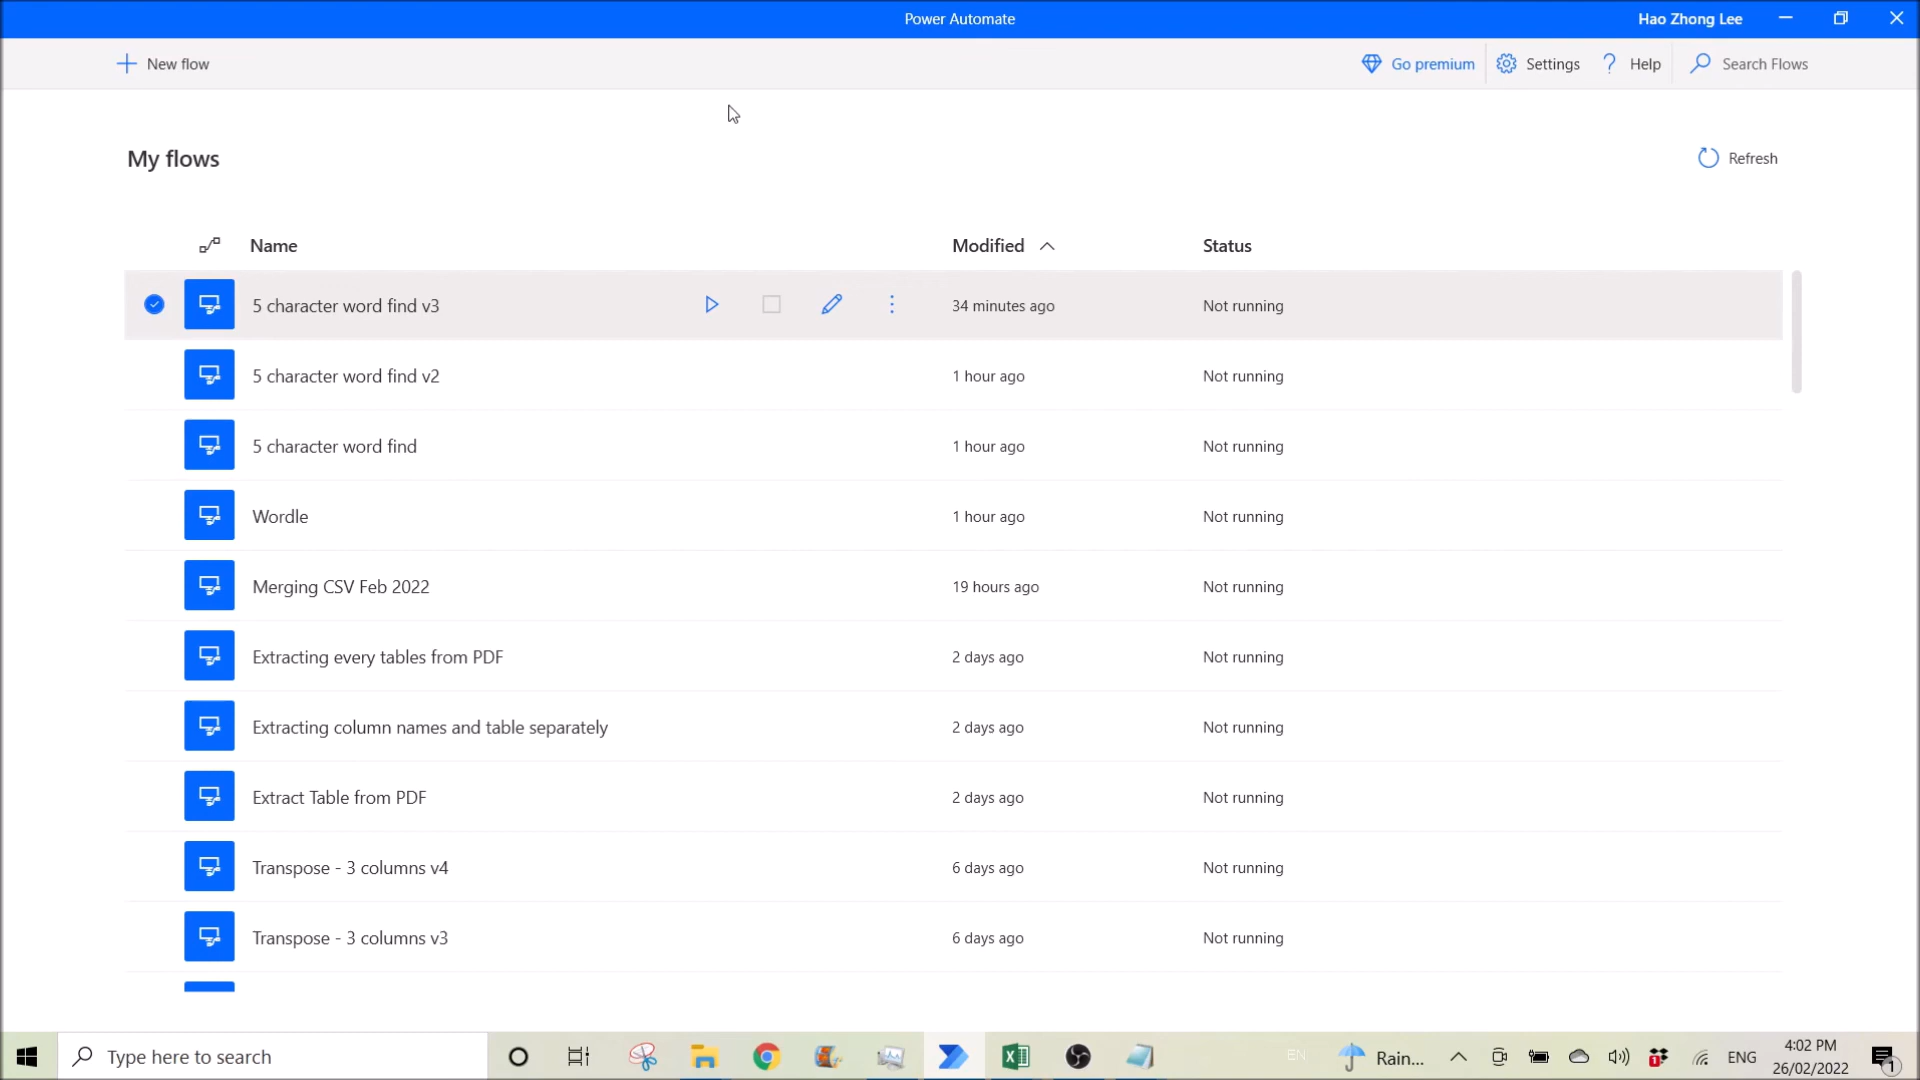 Power Automate
Hao Zhong Lee
New flow
Go premium
Settings
Help
Search Flows
My flows
Refresh
Name Modified Status
5 character word find v3 34 minutes ago Not running
5 character word find v2 1 hour ago Not running
5 character word find 1 hour ago Not running
Wordle 1 hour ago Not running
Merging CSV Feb 2022 19 hours ago Not running
Extracting every tables from PDF 2 days ago Not running
Extracting column names and table separately 2 days ago Not running
Extract Table from PDF 2 days ago Not running
Transpose - 3 columns v4 6 days ago Not running
Transpose - 3 columns v3 6 days ago Not running
Type here to search
EN
Rain...
ENG
4:02 PM
26/02/2022
1